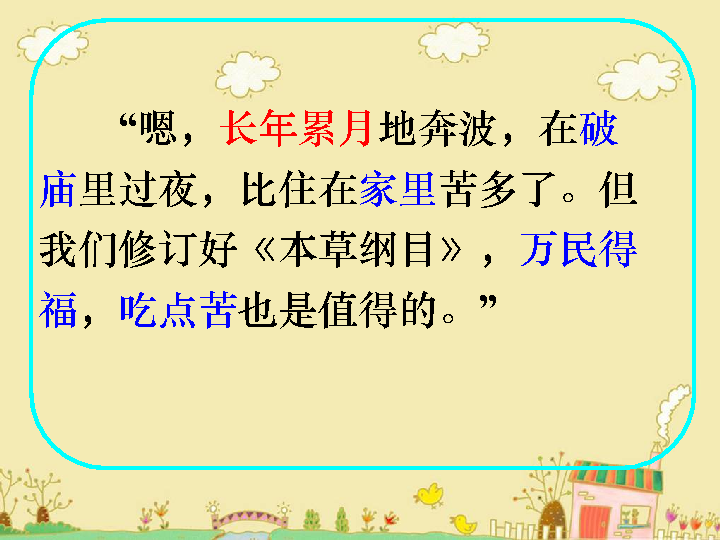 “嗯，长年累月地奔波，在破
庙里过夜，比住在家里苦多了。但
我们修订好《本草纲目》，万民得
福，吃点苦也是值得的。”